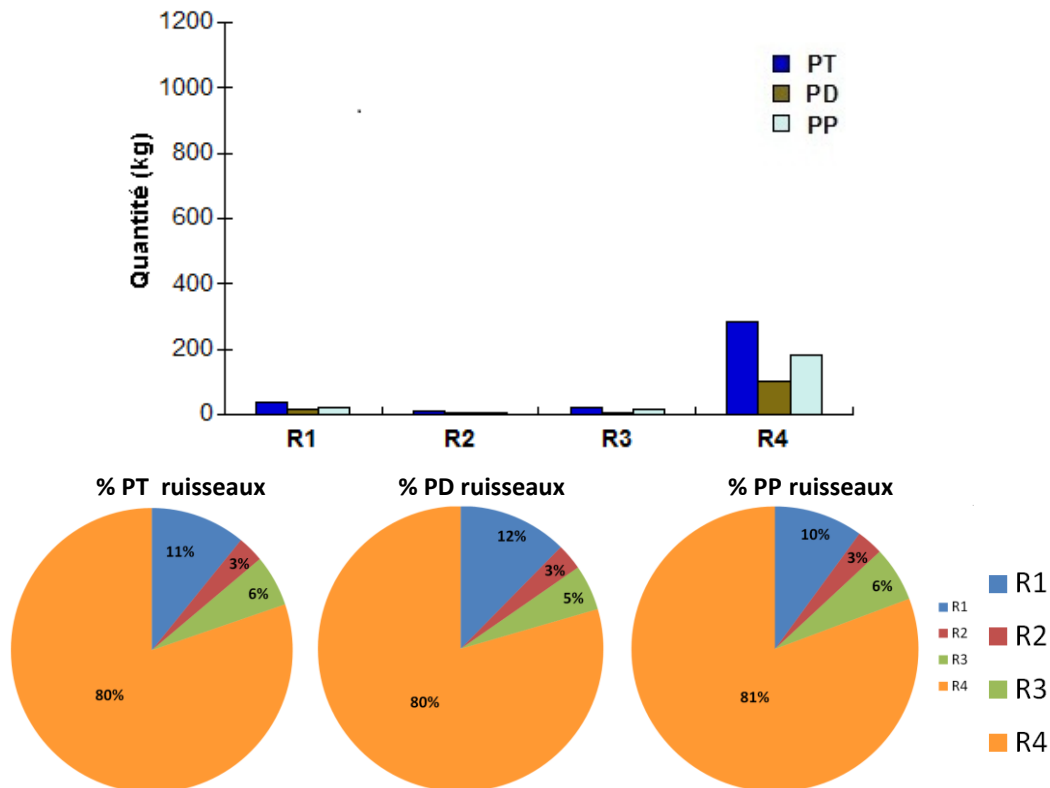 1200
1000
800
600
400
200
0
Quantité (kg)
PT
PD
PP
R1 R2 R3 R4
% PT ruisseaux
11%
3%
6%
80%
% PD ruisseaux
12%
3%
5%
80%
% PP ruisseaux
10%
3%
6%
81%
R1
R2
R3
R4
R1
R2
R3
R4